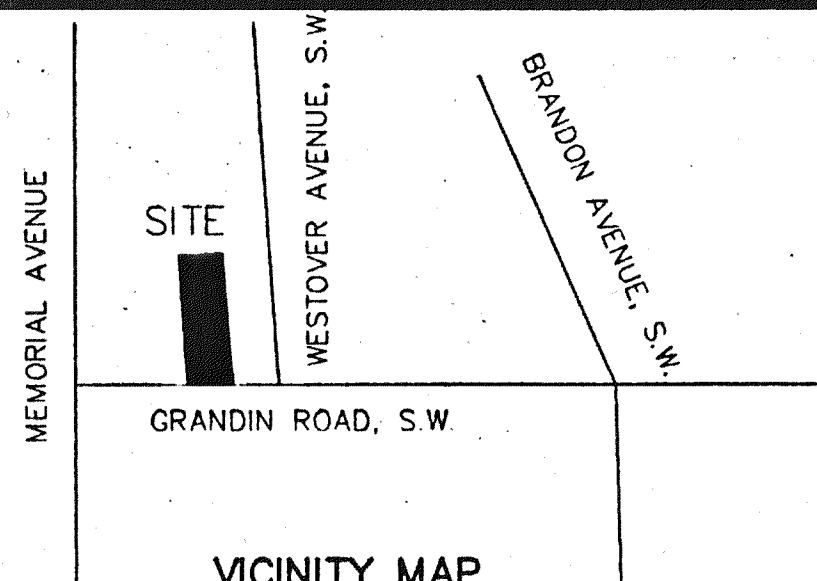 MEMORIAL AVENUE
SITE
WESTOVER AVENUE, S.W.
BRANDON AVENUE, S.W.
GRANDIN ROAD, S.W.
VICINITY MAP